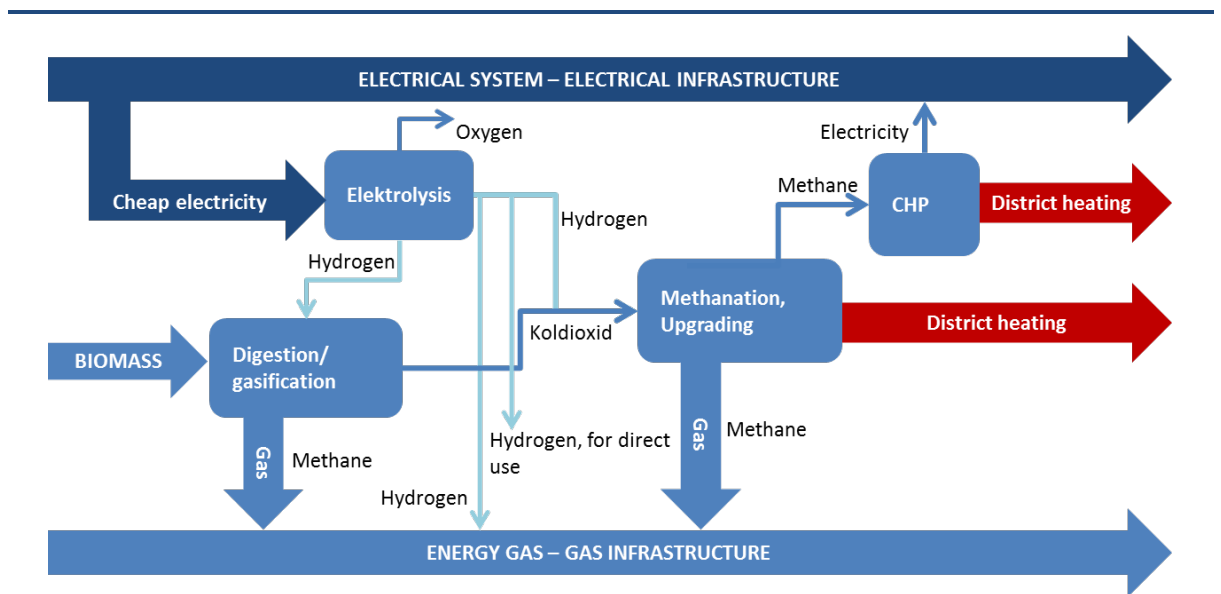 ELECTRICAL SYSTEM – ELECTRICAL INFRASTRUCTURE
Oxygen
Electricity
Cheap electricity
Elektrolysis
Methane
CHP
District heating
Hydrogen
Hydrogen
Methanation,
Upgrading
District heating
Koldioxid
BIOMASS
Digestion/
gasification
Gas
Methane
Hydrogen, for direct
use
Gas
Methane
Hydrogen
ENERGY GAS – GAS INFRASTRUCTURE